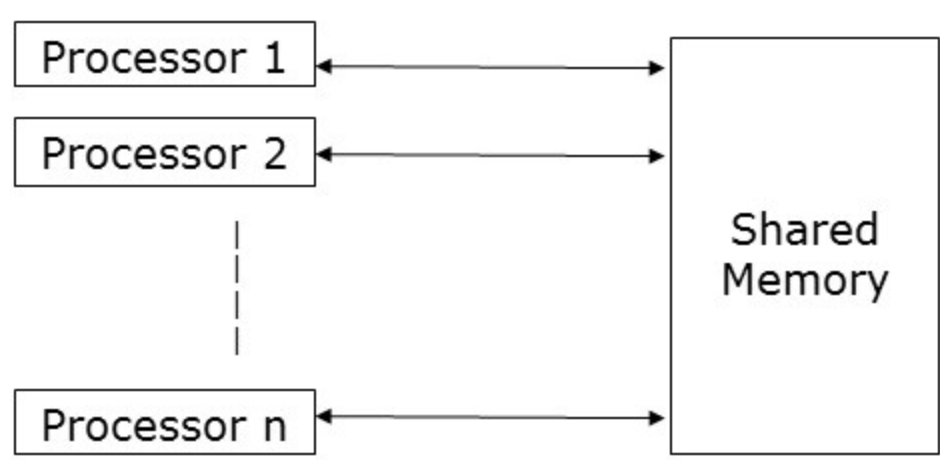 Processor 1
Processor 2
Shared
Memory
Processor n